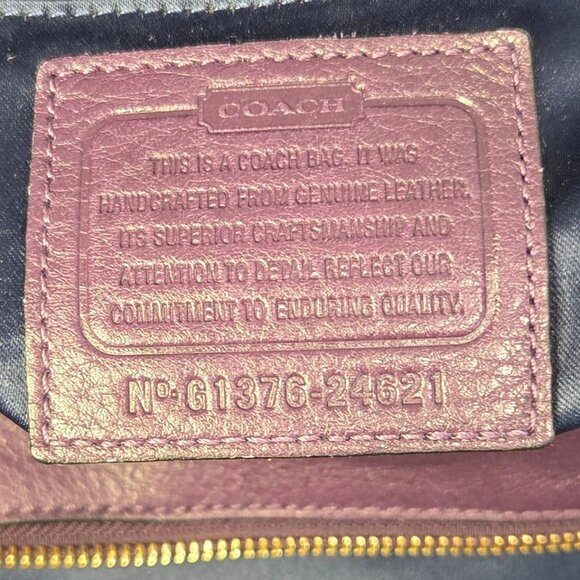 COACH
THIS IS A COACH BAG. IT WAS
HANDCRAFTED FROM GENUINE LEATHER.
ITS SUPERIOR CRAFTSMANSHIP AND
ATTENTION TO DETAIL REFLECT OUR
COMMITMENT TO ENDURING QUALITY.
Nº·G1376-24621